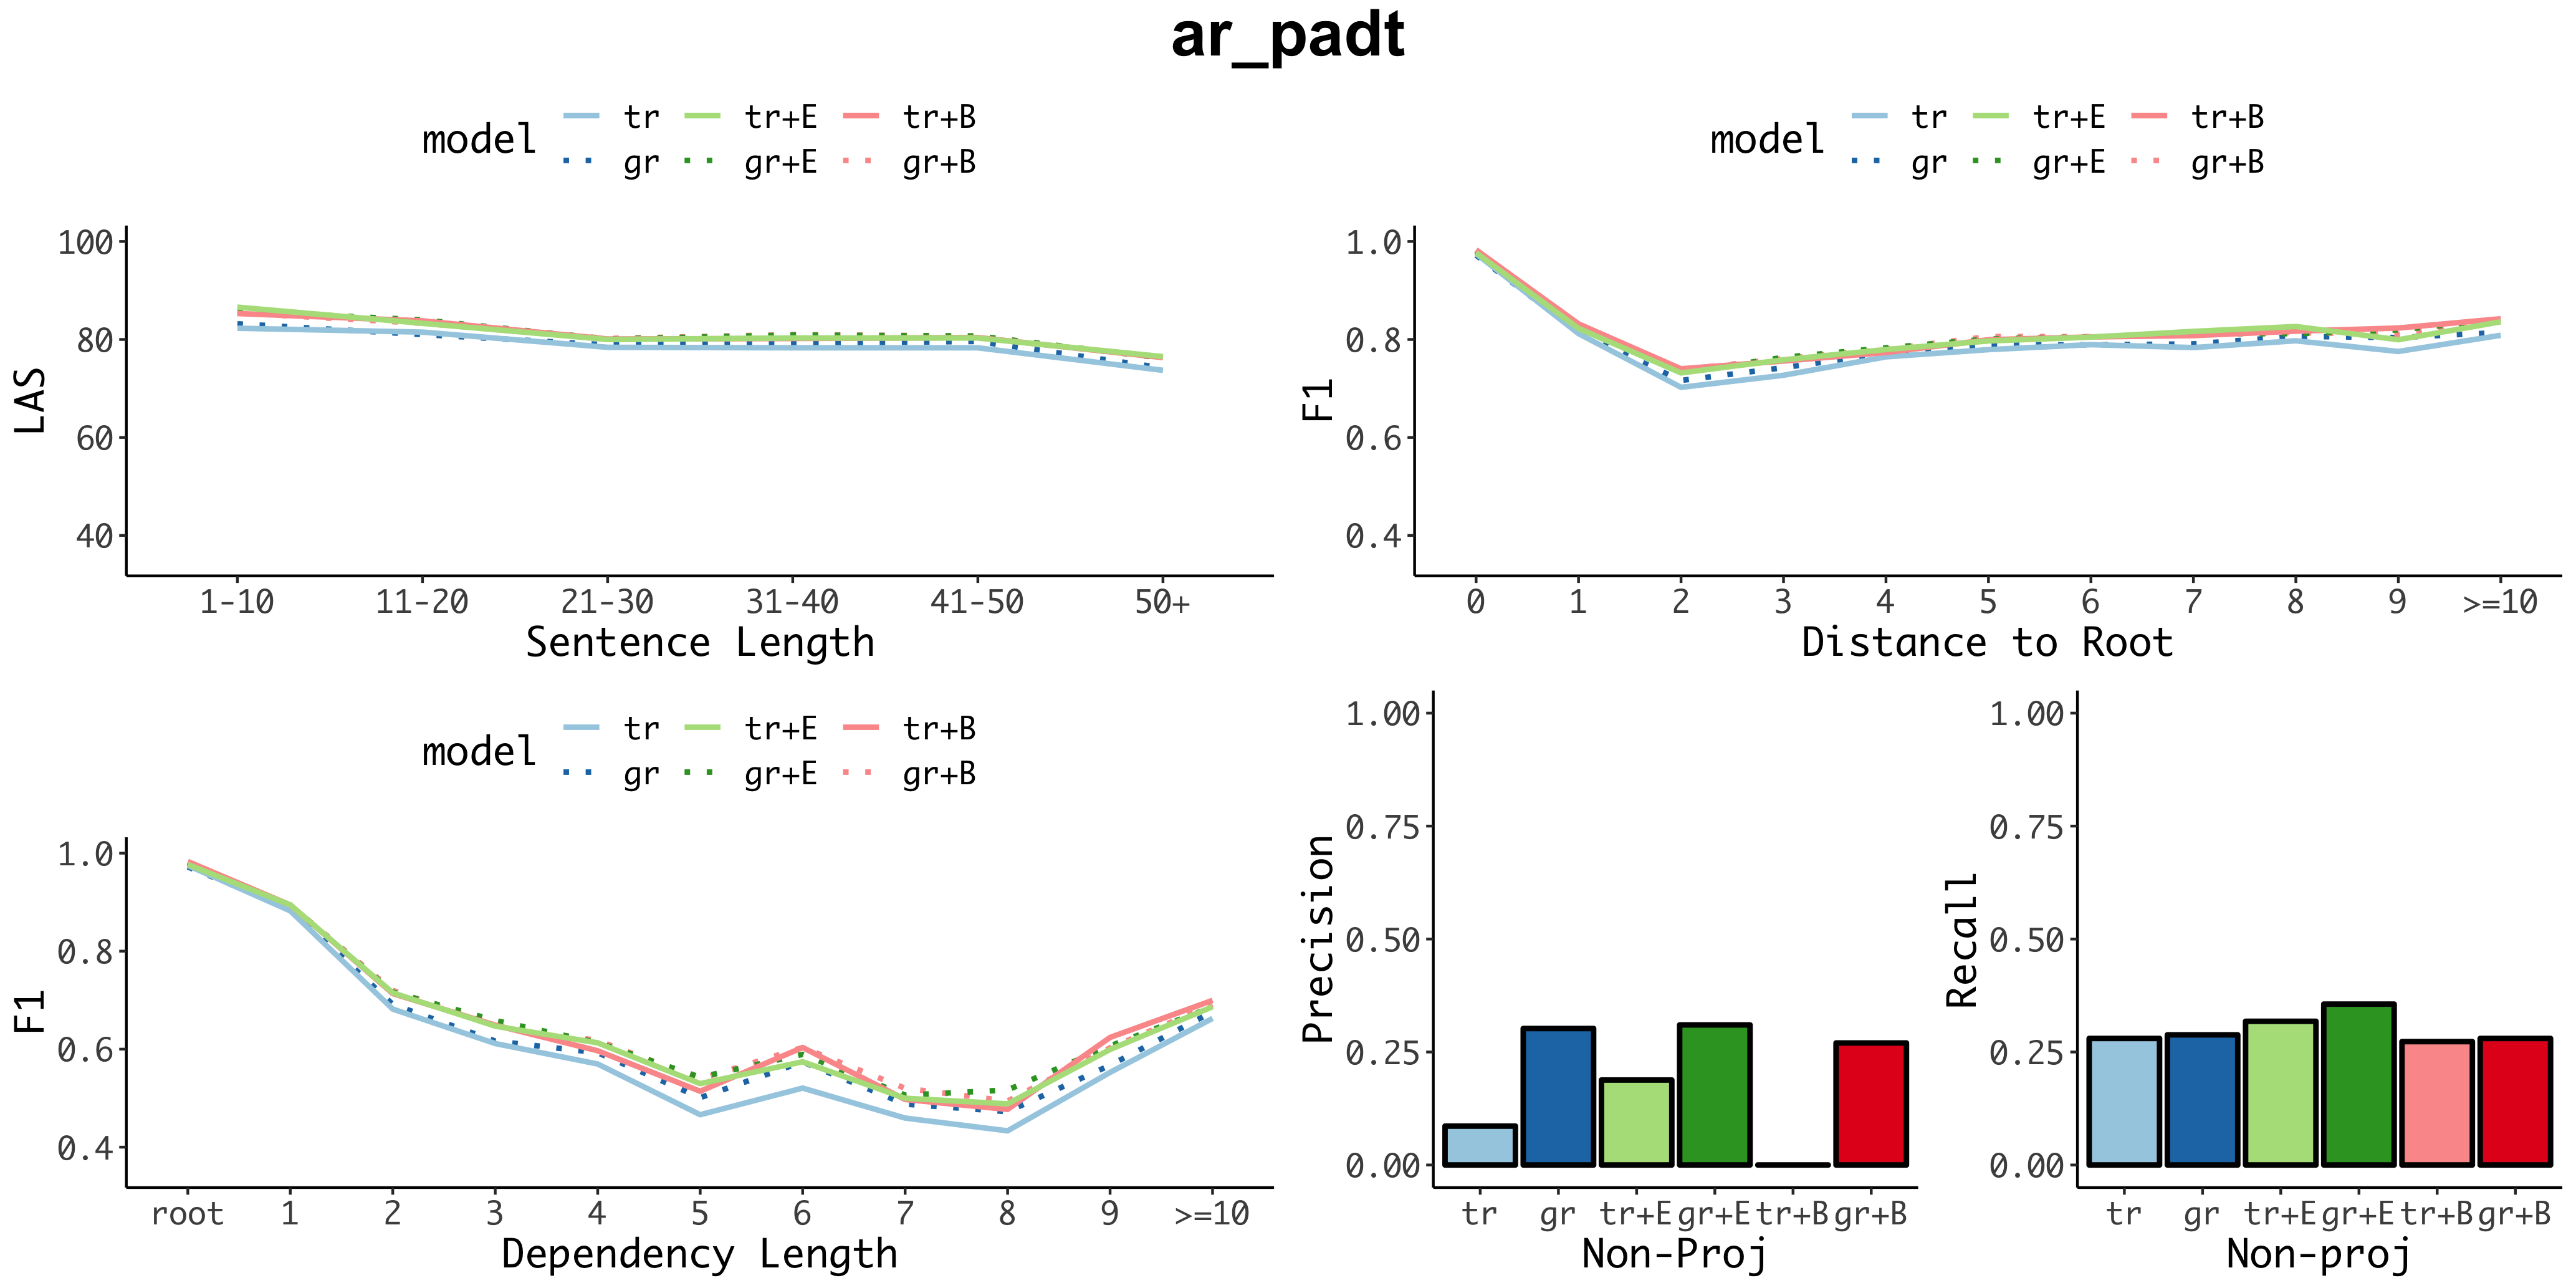 ar_padt
model tr tr+E tr+B
gr gr+E gr+B
LAS
100
80
60
40
1-10 11-20 21-30 31-40 41-50 50+
Sentence Length
model tr tr+E tr+B
gr gr+E gr+B
F1
1.0
0.8
0.6
0.4
0 1 2 3 4 5 6 7 8 9 >=10
Distance to Root
model tr tr+E tr+B
gr gr+E gr+B
F1
1.0
0.8
0.6
0.4
root 1 2 3 4 5 6 7 8 9 >=10
Dependency Length
Precision
1.00
0.75
0.50
0.25
0.00
tr gr tr+E gr+E tr+B gr+B
Non-Proj
Recall
1.00
0.75
0.50
0.25
0.00
tr gr tr+E gr+E tr+B gr+B
Non-proj